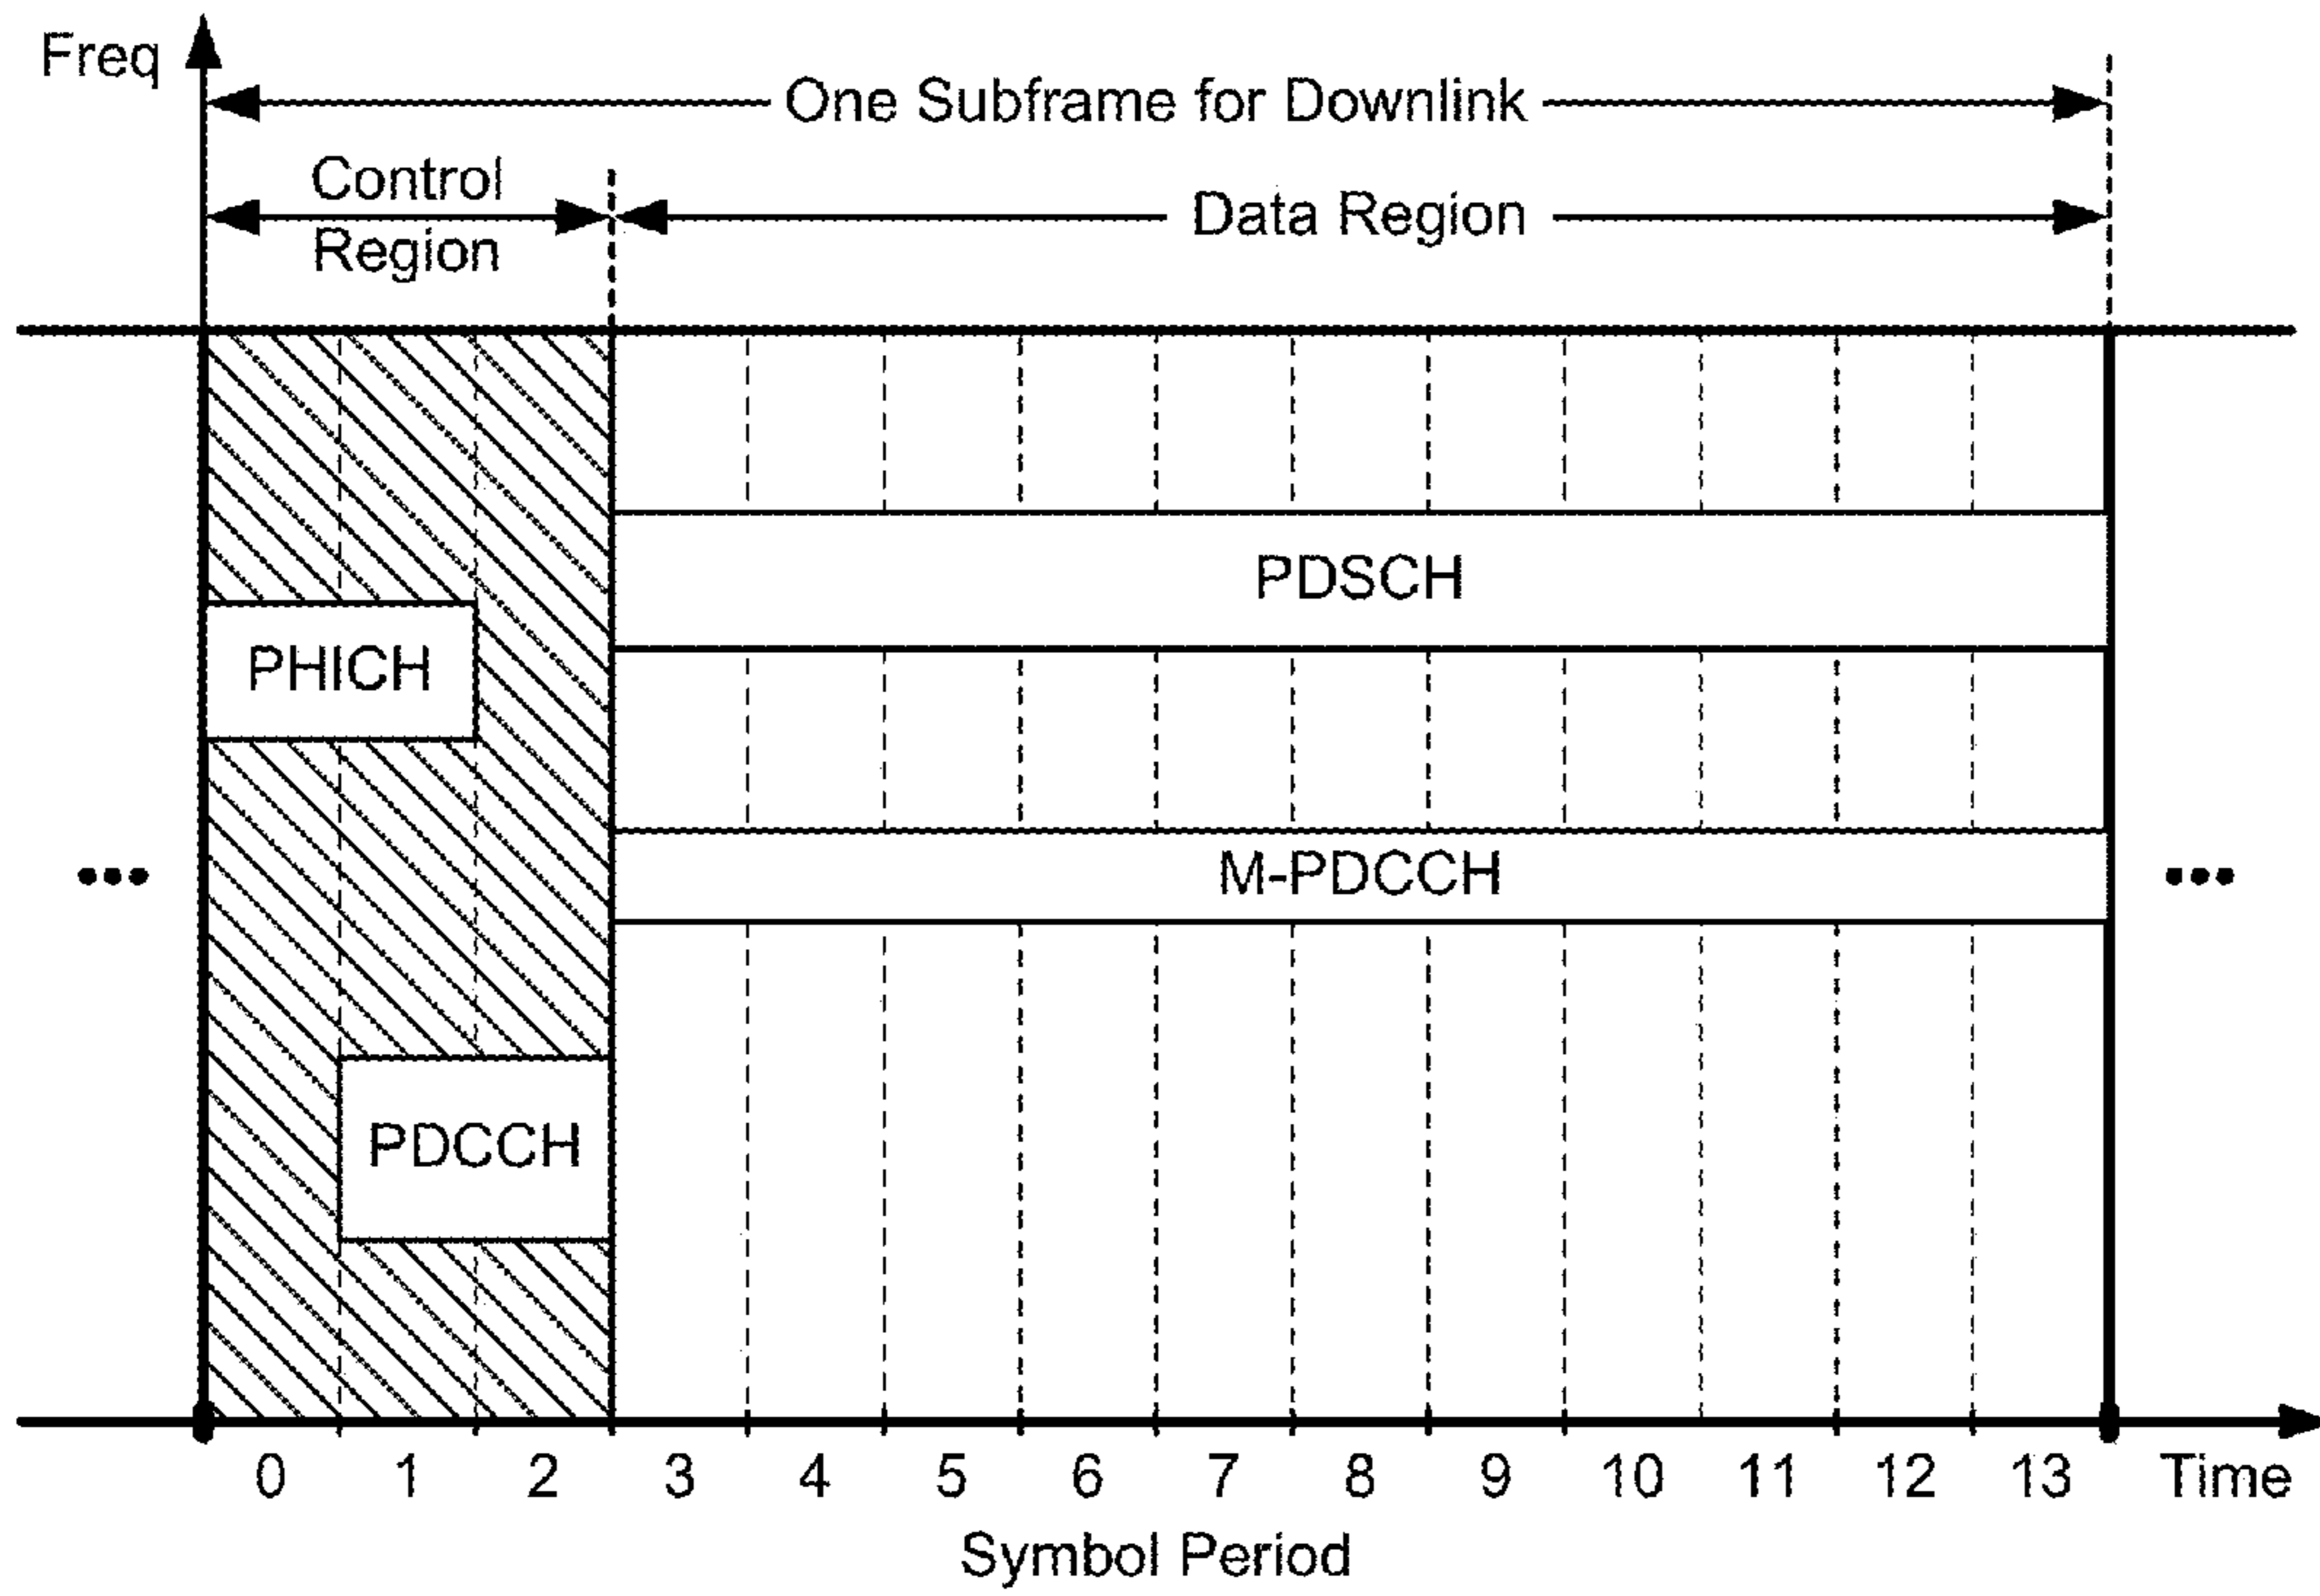 Freq
One Subframe for Downlink
Control
Region
Data Region
PDSCH
PHICH
M-PDCCH
•••
•••
PDCCH
0 1 2 3 4 5 6 7 8 9 10 11 12 13 Time
Symbol Period